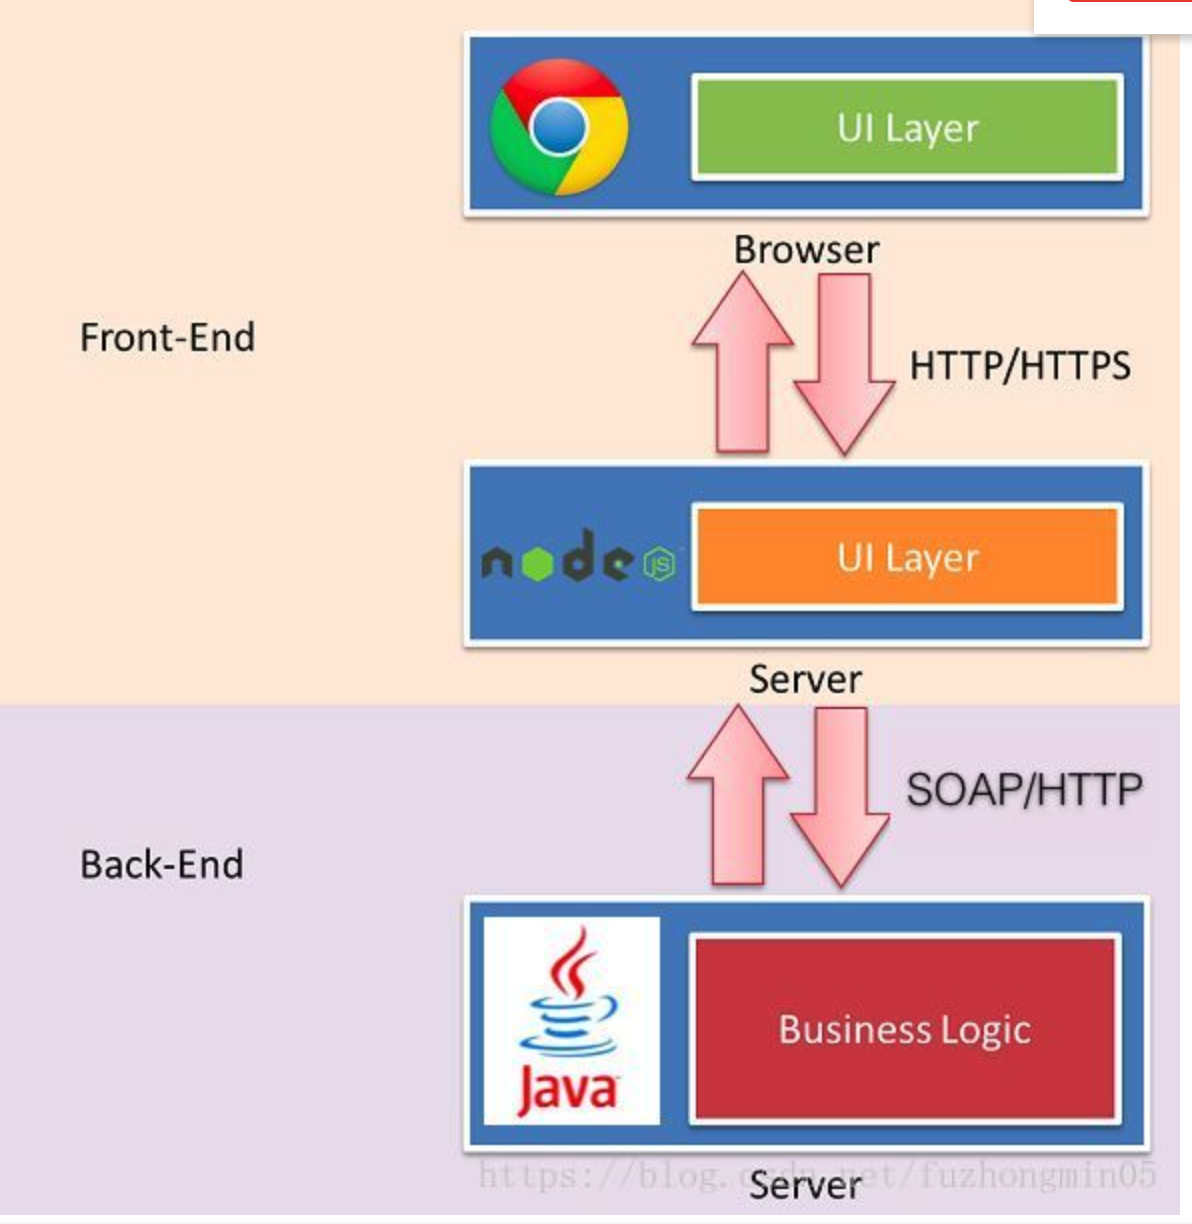 UI Layer
Browser
Front-End
HTTP/HTTPS
node JS
UI Layer
Server
SOAP/HTTP
Back-End
Java
Business Logic
https://blog.csdn.net/fuzhongmin05
Server